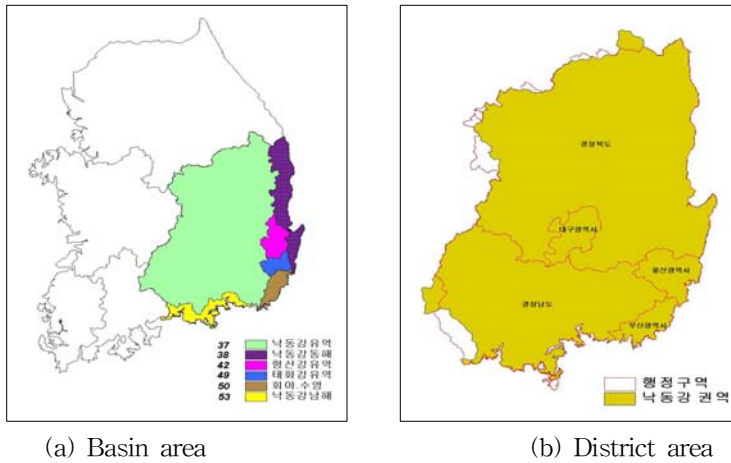 37 낙동강유역
38 낙동강동해
42 형산강유역
49 태화강유역
50 회야.수영
53 낙동강남해
(a) Basin area
경상북도
대구광역시
울산광역시
경상남도
부산광역시
행정구역
낙동강 권역
(b) District area